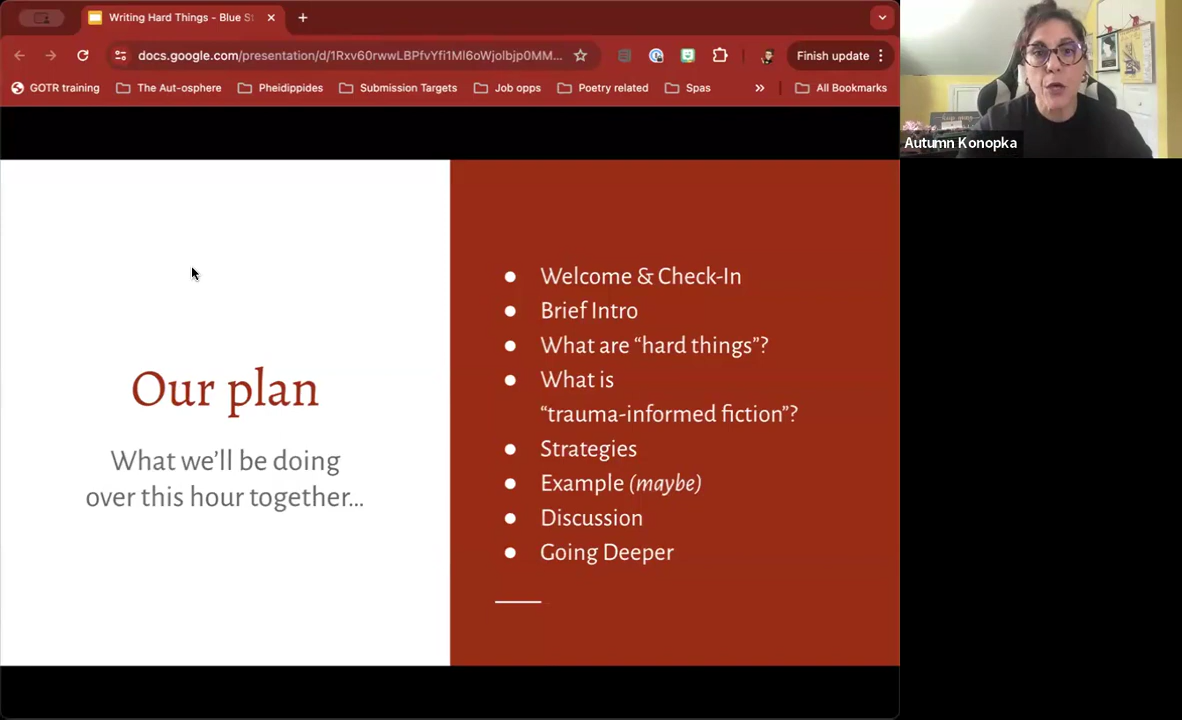 Writing Hard Things - Blue St
docs.google.com/presentation/d/1Rxv60rwwLBPfvYfi1Ml6oWjolbjp0MM...
Finish update
GOTR training
The Aut-osphere
Pheidippides
Submission Targets
Job opps
Poetry related
Spas
»
All Bookmarks
Autumn Konopka
Our plan
What we’ll be doing
over this hour together...
● Welcome & Check-In
● Brief Intro
● What are “hard things”?
● What is
“trauma-informed fiction”?
● Strategies
● Example (maybe)
● Discussion
● Going Deeper